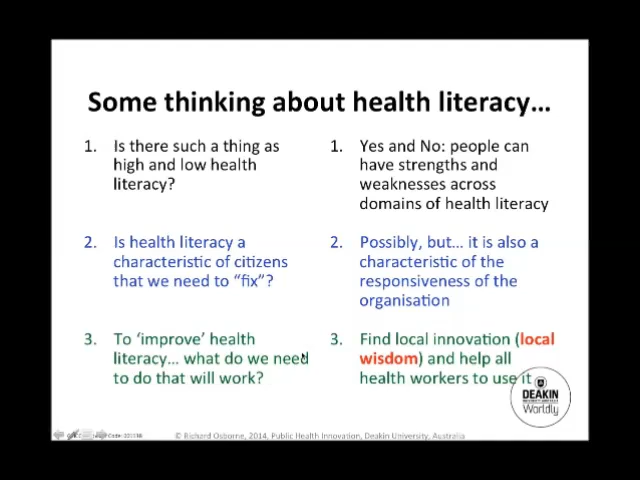 Some thinking about health literacy...
1. Is there such a thing as
high and low health
literacy?
2. Is health literacy a
characteristic of citizens
that we need to “fix”?
3. To ‘improve’ health
literacy... what do we need
to do that will work?
1. Yes and No: people can
have strengths and
weaknesses across
domains of health literacy
2. Possibly, but... it is also a
characteristic of the
responsiveness of the
organisation
3. Find local innovation (local
wisdom) and help all
health workers to use it
DEAKIN
Worldly
© Richard Osborne, 2014, Public Health Innovation, Deakin University, Australia